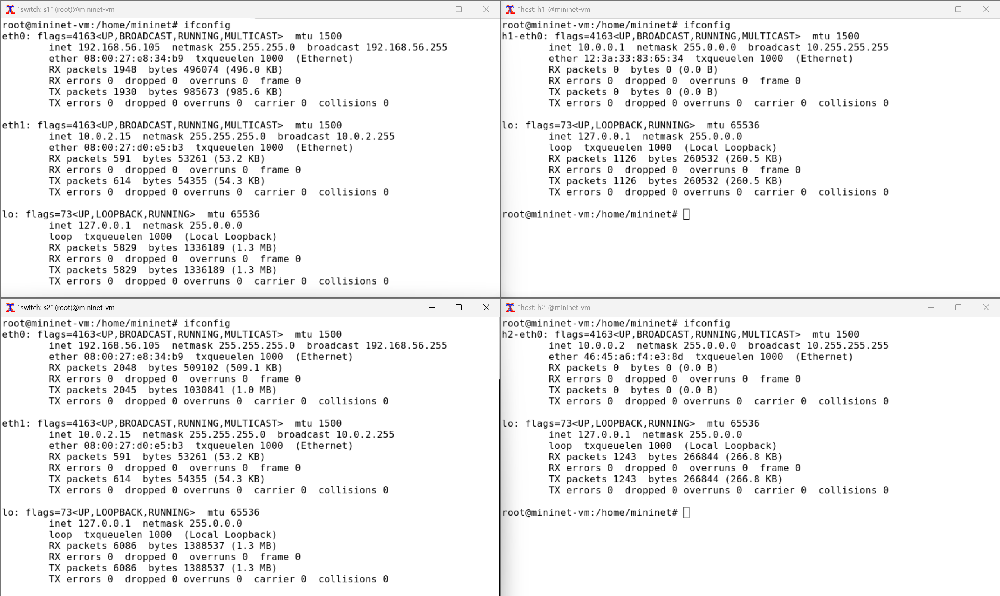 "switch: s1" (root)@mininet-vm
root@mininet-vm:/home/mininet# ifconfig
eth0: flags=4163<UP,BROADCAST,RUNNING,MULTICAST>  mtu 1500
        inet 192.168.56.105  netmask 255.255.255.0  broadcast 192.168.56.255
        ether 08:00:27:e8:34:b9  txqueuelen 1000  (Ethernet)
        RX packets 1948  bytes 496074 (496.0 KB)
        RX errors 0  dropped 0  overruns 0  frame 0
        TX packets 1930  bytes 985673 (985.6 KB)
        TX errors 0  dropped 0 overruns 0  carrier 0  collisions 0

eth1: flags=4163<UP,BROADCAST,RUNNING,MULTICAST>  mtu 1500
        inet 10.0.2.15  netmask 255.255.255.0  broadcast 10.0.2.255
        ether 08:00:27:d0:e5:b3  txqueuelen 1000  (Ethernet)
        RX packets 591  bytes 53261 (53.2 KB)
        RX errors 0  dropped 0  overruns 0  frame 0
        TX packets 614  bytes 54355 (54.3 KB)
        TX errors 0  dropped 0 overruns 0  carrier 0  collisions 0

lo: flags=73<UP,LOOPBACK,RUNNING>  mtu 65536
        inet 127.0.0.1  netmask 255.0.0.0
        loop  txqueuelen 1000  (Local Loopback)
        RX packets 5829  bytes 1336189 (1.3 MB)
        RX errors 0  dropped 0  overruns 0  frame 0
        TX packets 5829  bytes 1336189 (1.3 MB)
        TX errors 0  dropped 0 overruns 0  carrier 0  collisions 0

"host: h1"@mininet-vm
root@mininet-vm:/home/mininet# ifconfig
h1-eth0: flags=4163<UP,BROADCAST,RUNNING,MULTICAST>  mtu 1500
        inet 10.0.0.1  netmask 255.0.0.0  broadcast 10.255.255.255
        ether 12:3a:33:83:65:34  txqueuelen 1000  (Ethernet)
        RX packets 0  bytes 0 (0.0 B)
        RX errors 0  dropped 0  overruns 0  frame 0
        TX packets 0  bytes 0 (0.0 B)
        TX errors 0  dropped 0 overruns 0  carrier 0  collisions 0

lo: flags=73<UP,LOOPBACK,RUNNING>  mtu 65536
        inet 127.0.0.1  netmask 255.0.0.0
        loop  txqueuelen 1000  (Local Loopback)
        RX packets 1126  bytes 260532 (260.5 KB)
        RX errors 0  dropped 0  overruns 0  frame 0
        TX packets 1126  bytes 260532 (260.5 KB)
        TX errors 0  dropped 0 overruns 0  carrier 0  collisions 0

root@mininet-vm:/home/mininet#

"switch: s2" (root)@mininet-vm
root@mininet-vm:/home/mininet# ifconfig
eth0: flags=4163<UP,BROADCAST,RUNNING,MULTICAST>  mtu 1500
        inet 192.168.56.105  netmask 255.255.255.0  broadcast 192.168.56.255
        ether 08:00:27:e8:34:b9  txqueuelen 1000  (Ethernet)
        RX packets 2048  bytes 509102 (509.1 KB)
        RX errors 0  dropped 0  overruns 0  frame 0
        TX packets 2045  bytes 1030841 (1.0 MB)
        TX errors 0  dropped 0 overruns 0  carrier 0  collisions 0

eth1: flags=4163<UP,BROADCAST,RUNNING,MULTICAST>  mtu 1500
        inet 10.0.2.15  netmask 255.255.255.0  broadcast 10.0.2.255
        ether 08:00:27:d0:e5:b3  txqueuelen 1000  (Ethernet)
        RX packets 591  bytes 53261 (53.2 KB)
        RX errors 0  dropped 0  overruns 0  frame 0
        TX packets 614  bytes 54355 (54.3 KB)
        TX errors 0  dropped 0 overruns 0  carrier 0  collisions 0

lo: flags=73<UP,LOOPBACK,RUNNING>  mtu 65536
        inet 127.0.0.1  netmask 255.0.0.0
        loop  txqueuelen 1000  (Local Loopback)
        RX packets 6086  bytes 1388537 (1.3 MB)
        RX errors 0  dropped 0  overruns 0  frame 0
        TX packets 6086  bytes 1388537 (1.3 MB)
        TX errors 0  dropped 0 overruns 0  carrier 0  collisions 0

"host: h2"@mininet-vm
root@mininet-vm:/home/mininet# ifconfig
h2-eth0: flags=4163<UP,BROADCAST,RUNNING,MULTICAST>  mtu 1500
        inet 10.0.0.2  netmask 255.0.0.0  broadcast 10.255.255.255
        ether 46:45:a6:f4:e3:8d  txqueuelen 1000  (Ethernet)
        RX packets 0  bytes 0 (0.0 B)
        RX errors 0  dropped 0  overruns 0  frame 0
        TX packets 0  bytes 0 (0.0 B)
        TX errors 0  dropped 0 overruns 0  carrier 0  collisions 0

lo: flags=73<UP,LOOPBACK,RUNNING>  mtu 65536
        inet 127.0.0.1  netmask 255.0.0.0
        loop  txqueuelen 1000  (Local Loopback)
        RX packets 1243  bytes 266844 (266.8 KB)
        RX errors 0  dropped 0  overruns 0  frame 0
        TX packets 1243  bytes 266844 (266.8 KB)
        TX errors 0  dropped 0 overruns 0  carrier 0  collisions 0

root@mininet-vm:/home/mininet#